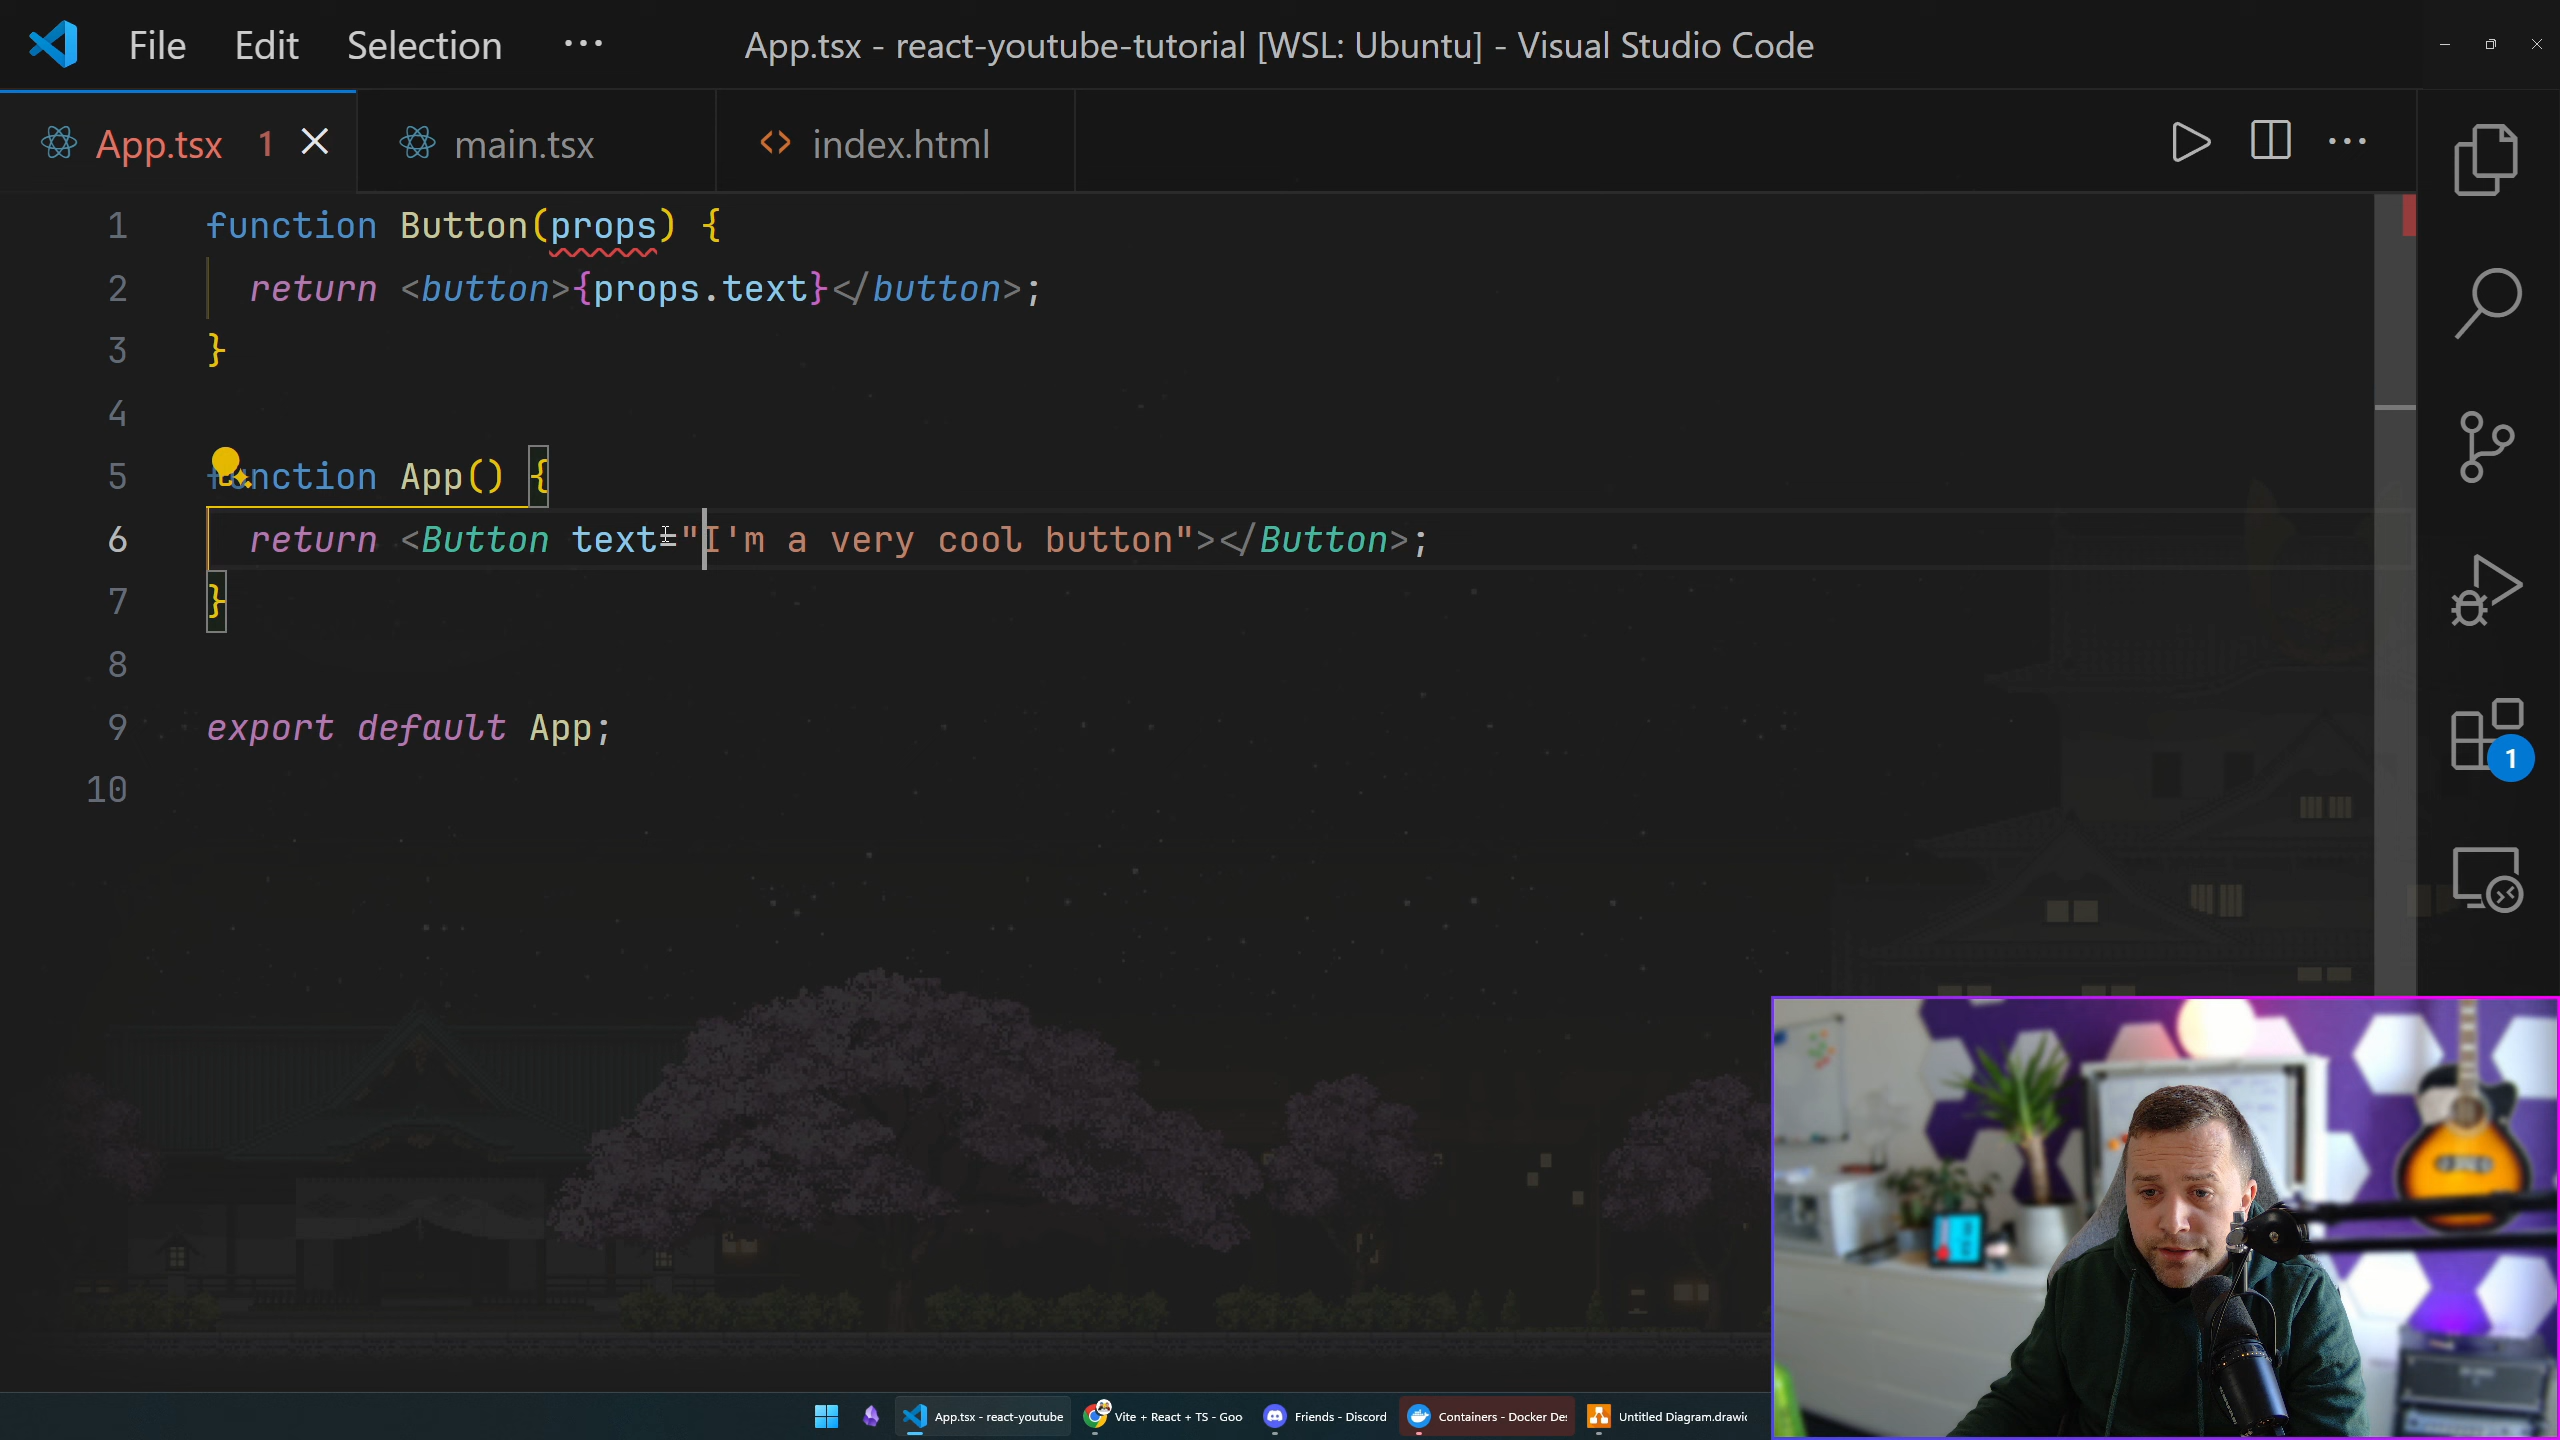 File Edit Selection ··· App.tsx - react-youtube-tutorial [WSL: Ubuntu] - Visual Studio Code
App.tsx 1 main.tsx index.html
1 function Button(props) {
2 return <button>{props.text}</button>;
3 }
4
5 function App() {
6 return <Button text="I'm a very cool button"></Button>;
7 }
8
9 export default App;
10
1
App.tsx - react-youtube Vite + React + TS - Goo Friends - Discord Containers - Docker De Untitled Diagram.drawi